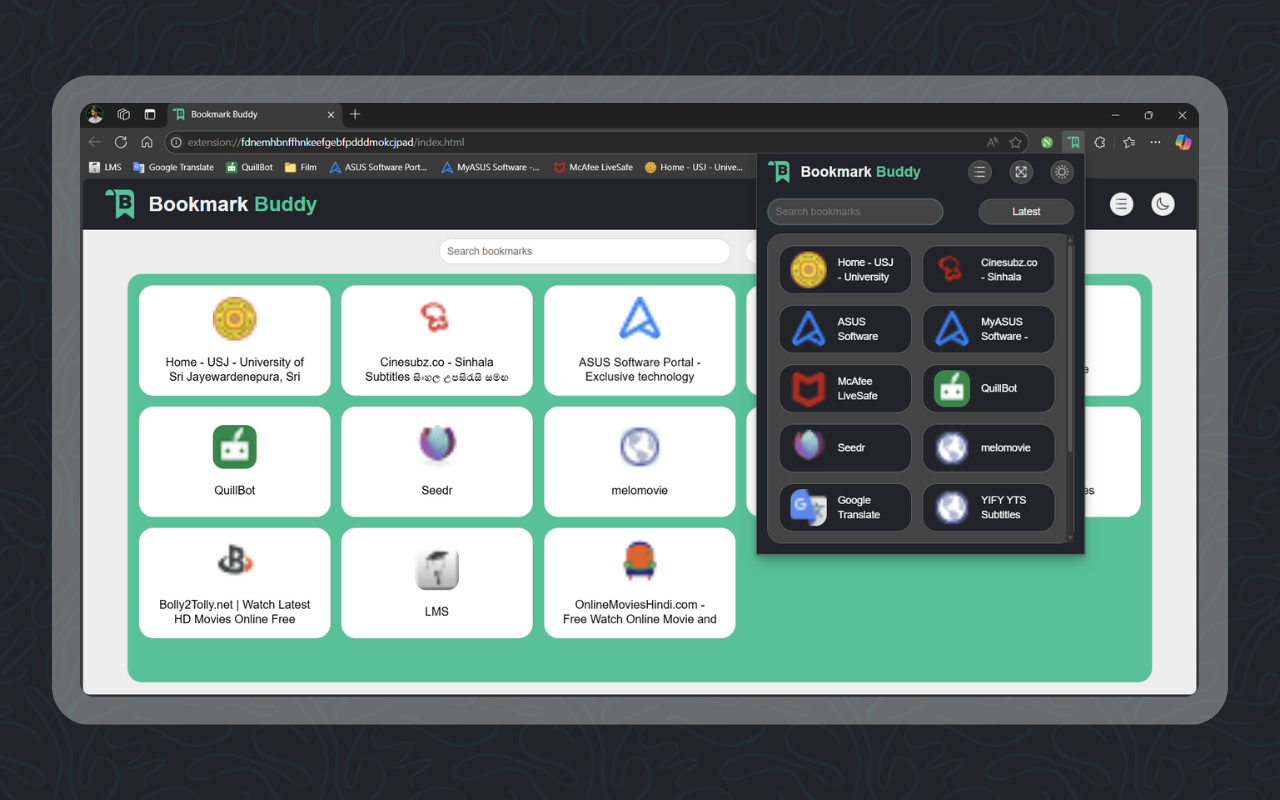 Bookmark Buddy
extension://fdnemhbnffhnkeefgebfpdddmokcjpad/index.html
LMS
Google Translate
QuillBot
Film
ASUS Software Port...
MyASUS Software -...
McAfee LiveSafe
Home - USJ - Unive...
Bookmark Buddy
Search bookmarks
Home - USJ - University of
Sri Jayewardenepura, Sri
Cinesubz.co - Sinhala
Subtitles සිංහල උපසිරැසි සමඟ
ASUS Software Portal -
Exclusive technology
QuillBot
Seedr
melomovie
Bolly2Tolly.net | Watch Latest
HD Movies Online Free
LMS
OnlineMoviesHindi.com -
Free Watch Online Movie and
Bookmark Buddy
Search bookmarks
Latest
Home - USJ
- University
Cinesubz.co
- Sinhala
ASUS
Software
MyASUS
Software -
McAfee
LiveSafe
QuillBot
Seedr
melomovie
Google
Translate
YIFY YTS
Subtitles